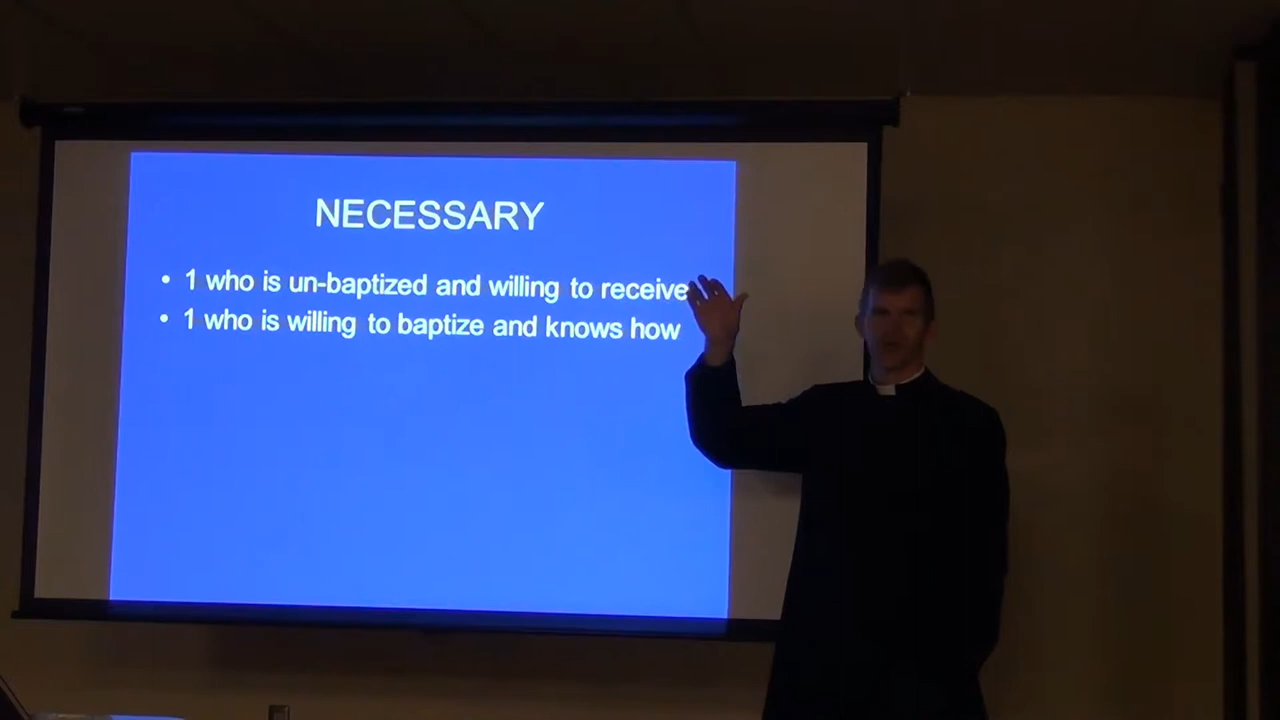 NECESSARY
• 1 who is un-baptized and willing to receive
• 1 who is willing to baptize and knows how